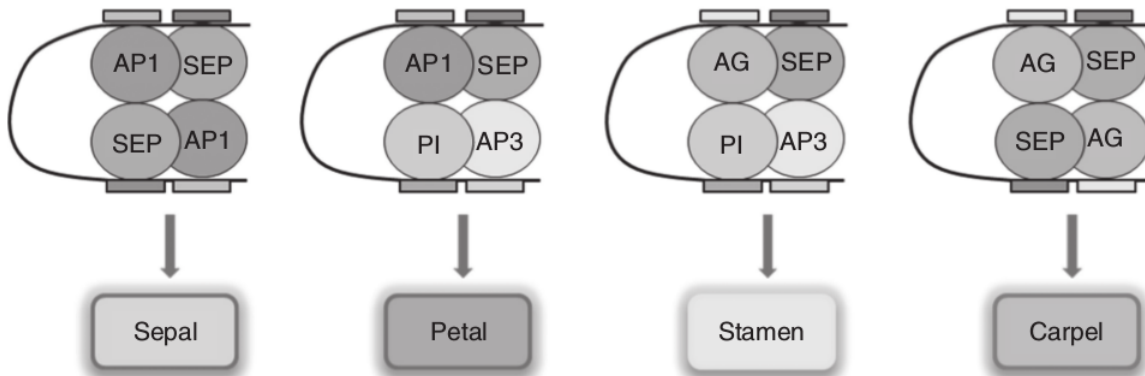 AP1 SEP AP1 SEP AG SEP AG SEP
SEP AP1 PI AP3 PI AP3 SEP AG
Sepal Petal Stamen Carpel